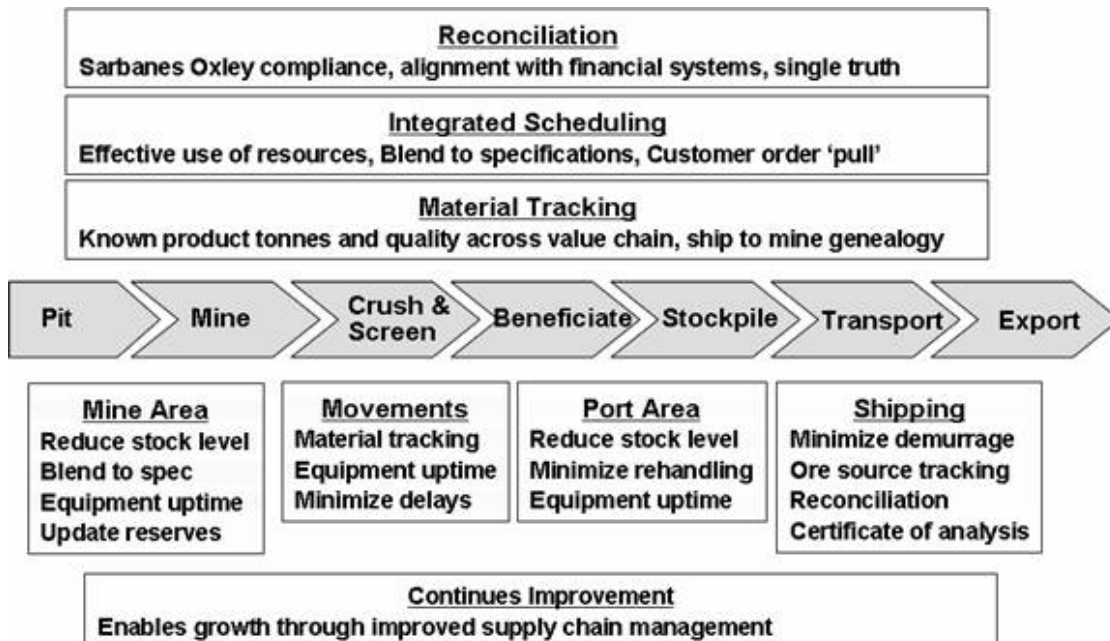 Reconciliation
Sarbanes Oxley compliance, alignment with financial systems, single truth
Integrated Scheduling
Effective use of resources, Blend to specifications, Customer order ‘pull’
Material Tracking
Known product tonnes and quality across value chain, ship to mine genealogy
Pit
Mine
Crush &
Screen
Beneficiate
Stockpile
Transport
Export
Mine Area
Reduce stock level
Blend to spec
Equipment uptime
Update reserves
Movements
Material tracking
Equipment uptime
Minimize delays
Port Area
Reduce stock level
Minimize rehandling
Equipment uptime
Shipping
Minimize demurrage
Ore source tracking
Reconciliation
Certificate of analysis
Continues Improvement
Enables growth through improved supply chain management